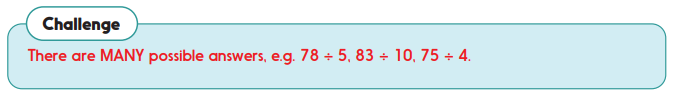 Challenge
There are MANY possible answers, e.g. 78 ÷ 5, 83 ÷ 10, 75 ÷ 4.